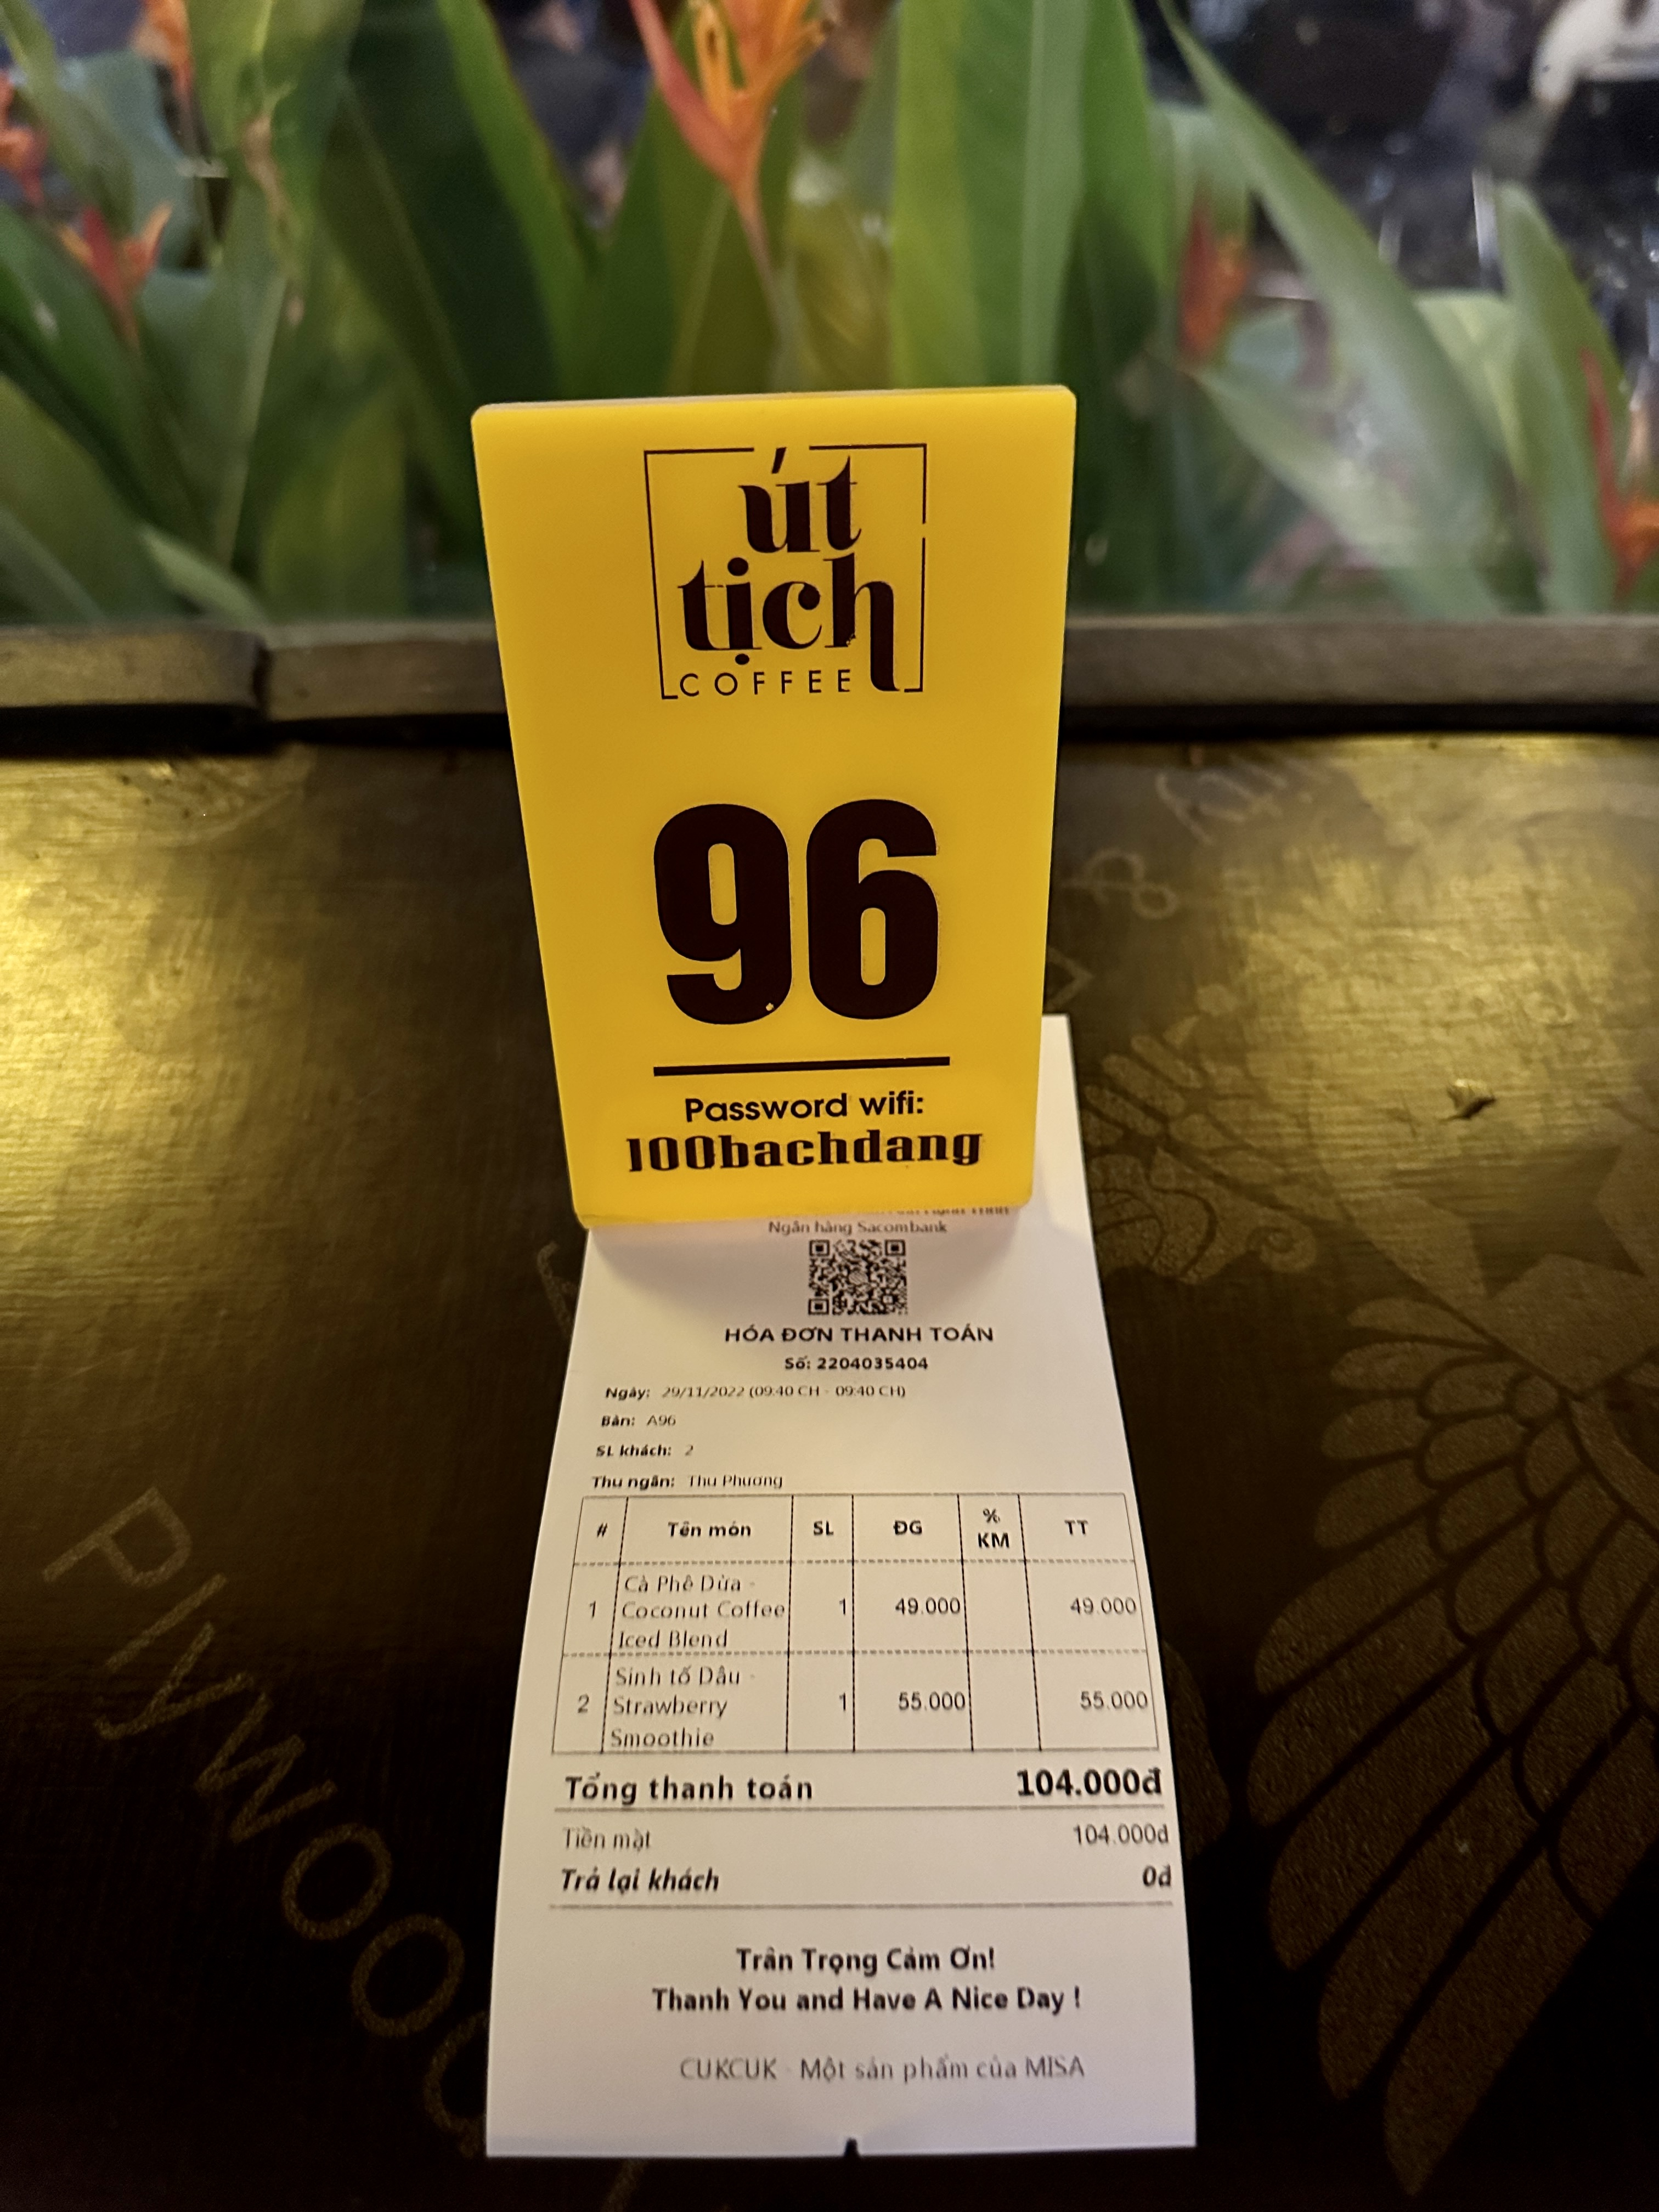 út
tịch
COFFEE
96
Password wifi:
100bachdang
Ngân hàng Sacombank
HÓA ĐƠN THANH TOÁN
Số: 2204035404
Ngày: 29/11/2022 (09:40 CH - 09:40 CH)
Bàn: A96
SL khách: 2
Thu ngân: Thu Phương
# Tên món SL ĐG % KM TT
1 Cà Phê Dừa - Coconut Coffee Iced Blend 1 49.000 49.000
2 Sinh tố Dâu - Strawberry Smoothie 1 55.000 55.000
Tổng thanh toán 104.000đ
Tiền mặt 104.000đ
Trả lại khách 0đ
Trân Trọng Cảm Ơn!
Thank You and Have A Nice Day !
CUKCUK - Một sản phẩm của MISA
Plywood